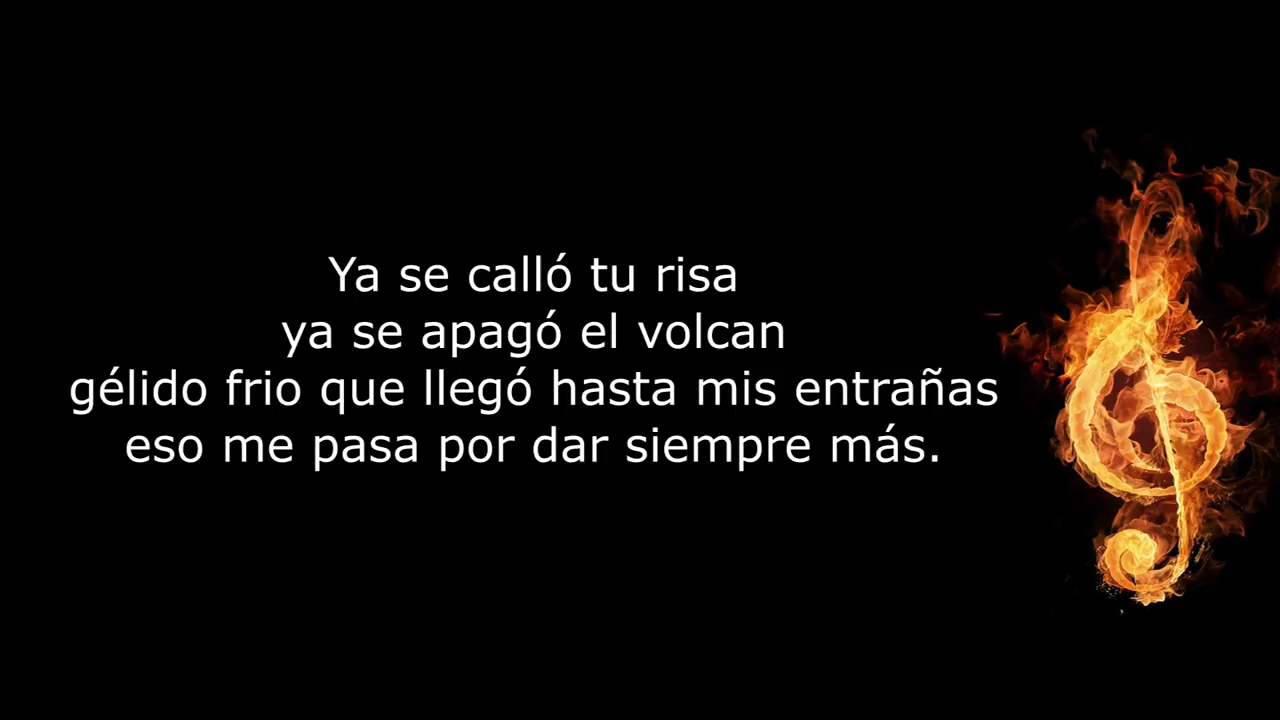 Ya se calló tu risa
ya se apagó el volcan
gélido frio que llegó hasta mis entrañas
eso me pasa por dar siempre más.